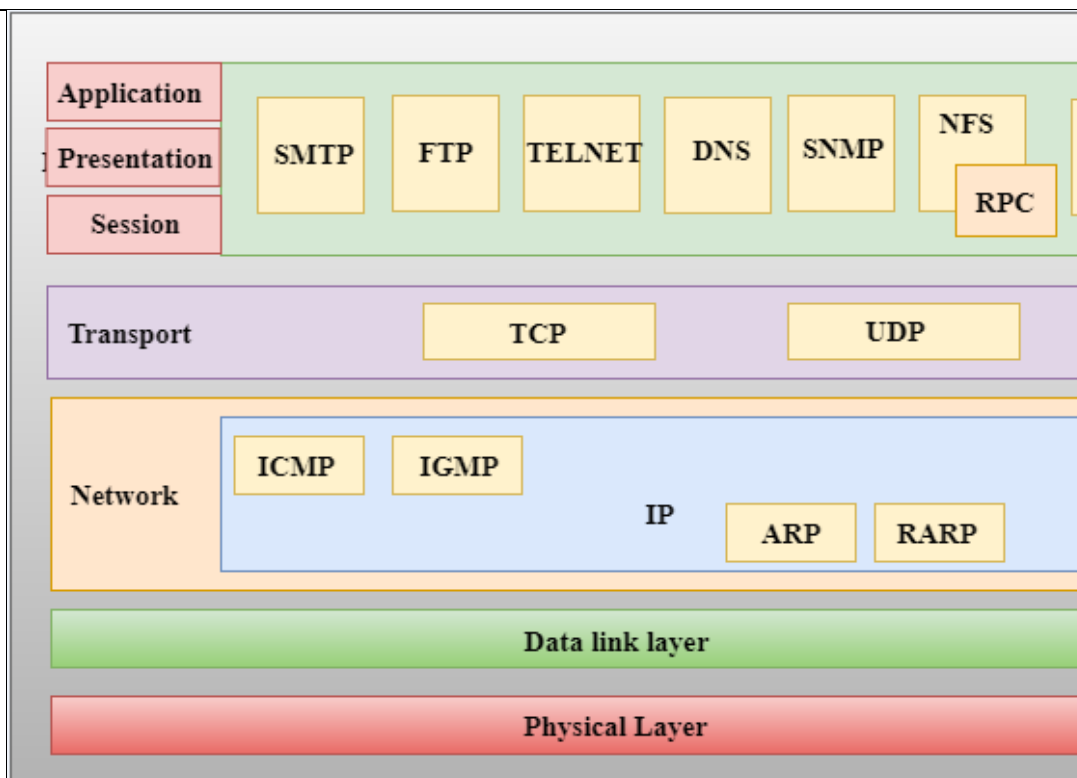 Application
Presentation
Session
SMTP
FTP
TELNET
DNS
SNMP
NFS
RPC
Transport
TCP
UDP
Network
ICMP
IGMP
IP
ARP
RARP
Data link layer
Physical Layer